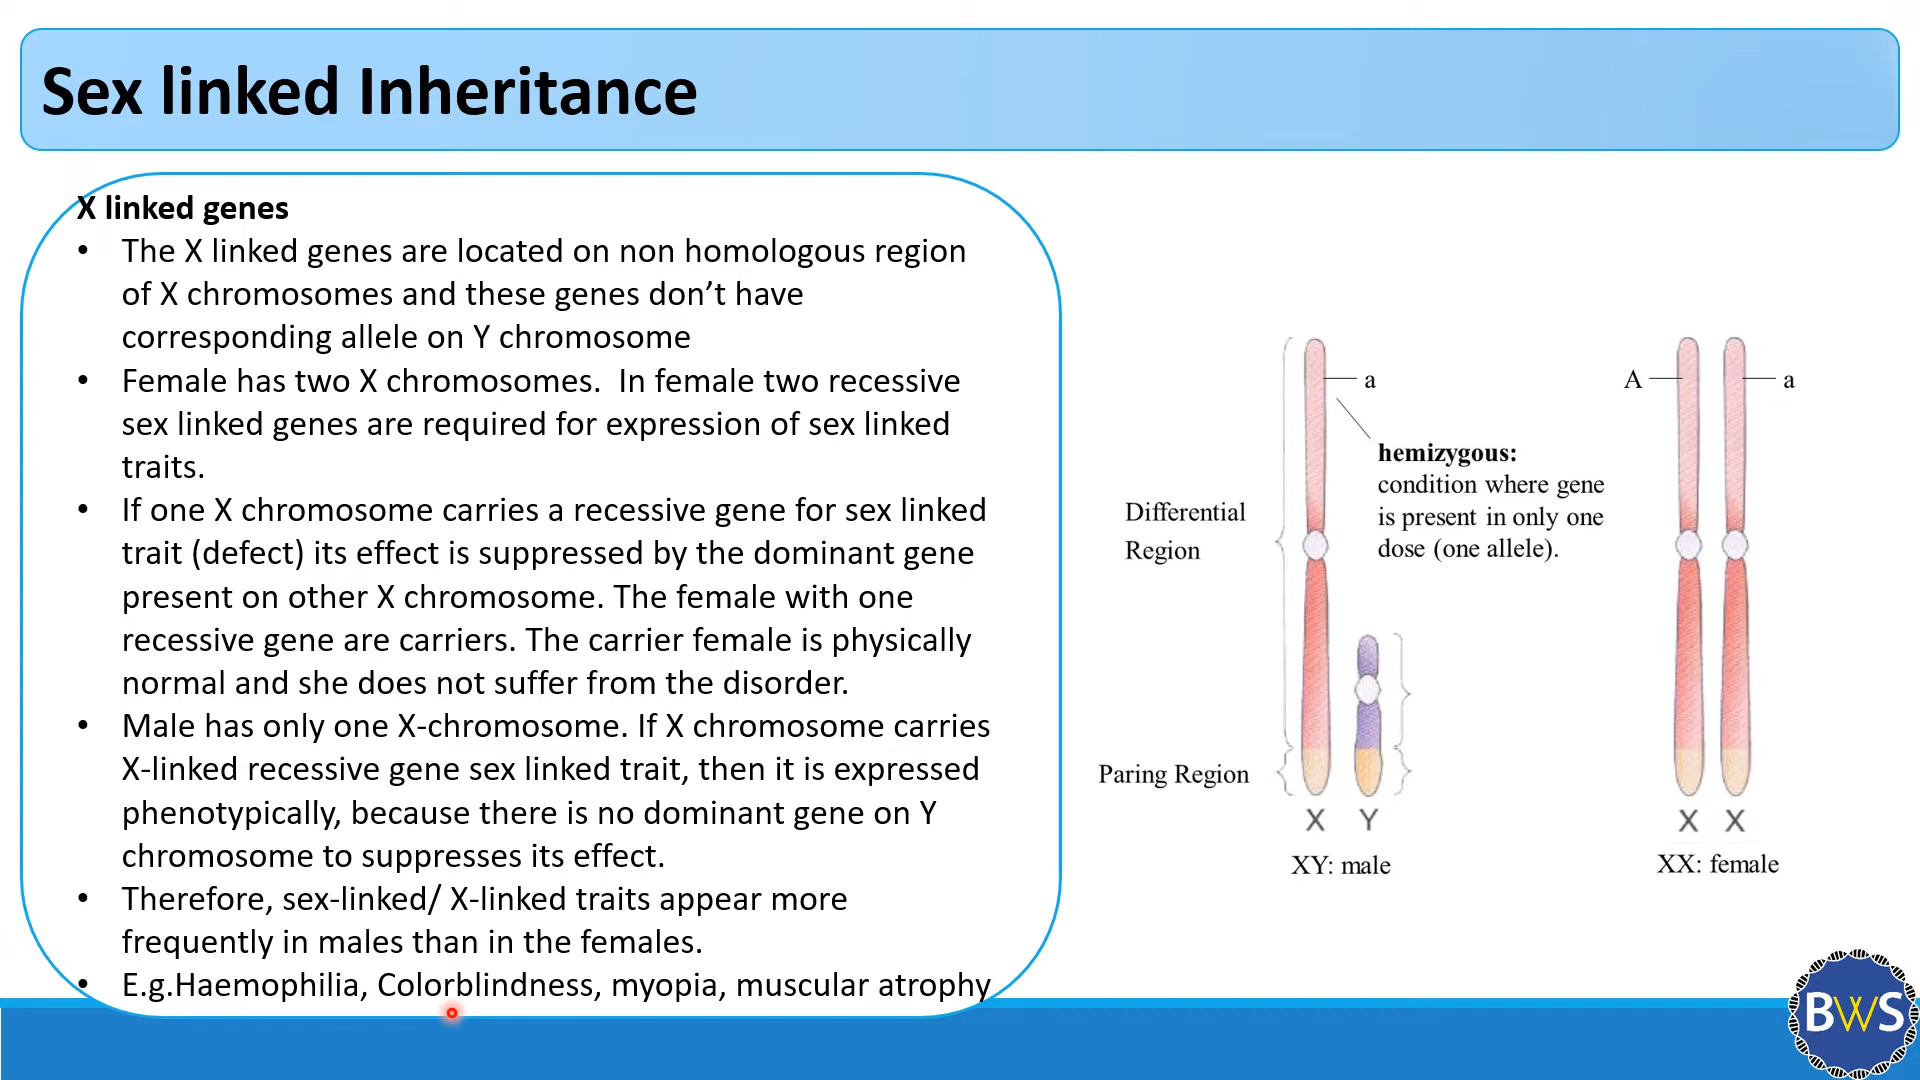 Sex linked Inheritance
X linked genes
• The X linked genes are located on non homologous region
of X chromosomes and these genes don’t have
corresponding allele on Y chromosome
• Female has two X chromosomes.  In female two recessive
sex linked genes are required for expression of sex linked
traits.
• If one X chromosome carries a recessive gene for sex linked
trait (defect) its effect is suppressed by the dominant gene
present on other X chromosome. The female with one
recessive gene are carriers. The carrier female is physically
normal and she does not suffer from the disorder.
• Male has only one X-chromosome. If X chromosome carries
X-linked recessive gene sex linked trait, then it is expressed
phenotypically, because there is no dominant gene on Y
chromosome to suppresses its effect.
• Therefore, sex-linked/ X-linked traits appear more
frequently in males than in the females.
• E.g.Haemophilia, Colorblindness, myopia, muscular atrophy
a
hemizygous:
condition where gene
is present in only one
dose (one allele).
Differential
Region
Paring Region
X Y
XY: male
A a
X X
XX: female
BWS